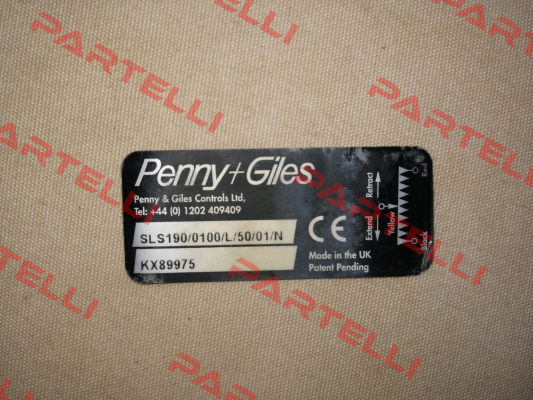 Penny+Giles
Penny & Giles Controls Ltd,
Tel: +44 (0) 1202 409409
SLS190/0100/L/50/01/N
KX89975
CE
Made in the UK
Patent Pending
Extend
Retract
Yellow
Red
Black
PARTELLI
PARTELLI
PARTELLI
PARTELLI
PARTELLI
PARTELLI
PARTELLI